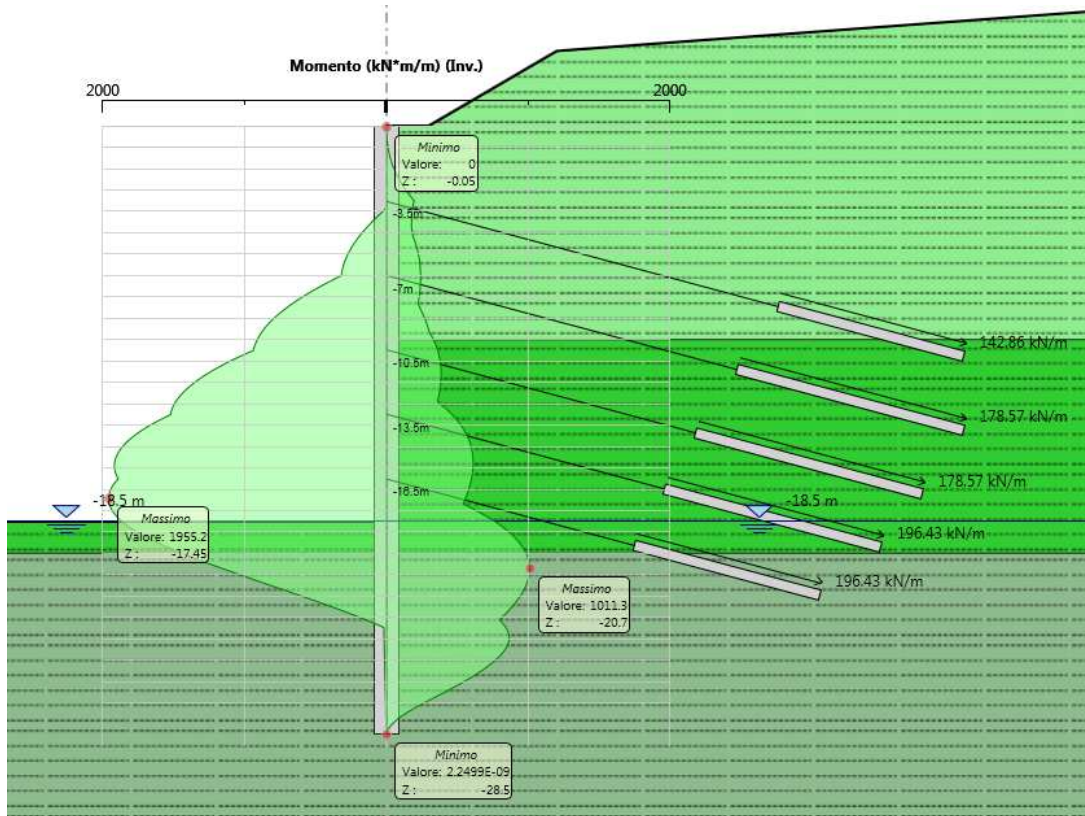 Momento (kN*m/m) (Inv.)
2000
2000
Minimo
Valore: 0
Z : -0.05
-3.5m
-7m
142.86 kN/m
-10.5m
178.57 kN/m
-13.5m
178.57 kN/m
-16.5m
-18.5 m
-18.5 m
Massimo
Valore: 1955.2
Z : -17.45
196.43 kN/m
196.43 kN/m
Massimo
Valore: 1011.3
Z : -20.7
Minimo
Valore: 2.2499E-09
Z : -28.5